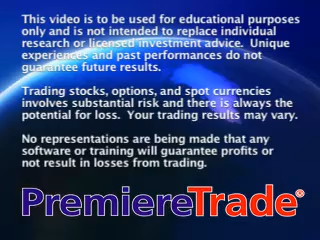 This video is to be used for educational purposes
only and is not intended to replace individual
research or licensed investment advice.  Unique
experiences and past performances do not
guarantee future results.
Trading stocks, options, and spot currencies
involves substantial risk and there is always the
potential for loss.  Your trading results may vary.
No representations are being made that any
software or training will guarantee profits or
not result in losses from trading.
PremiereTrade®